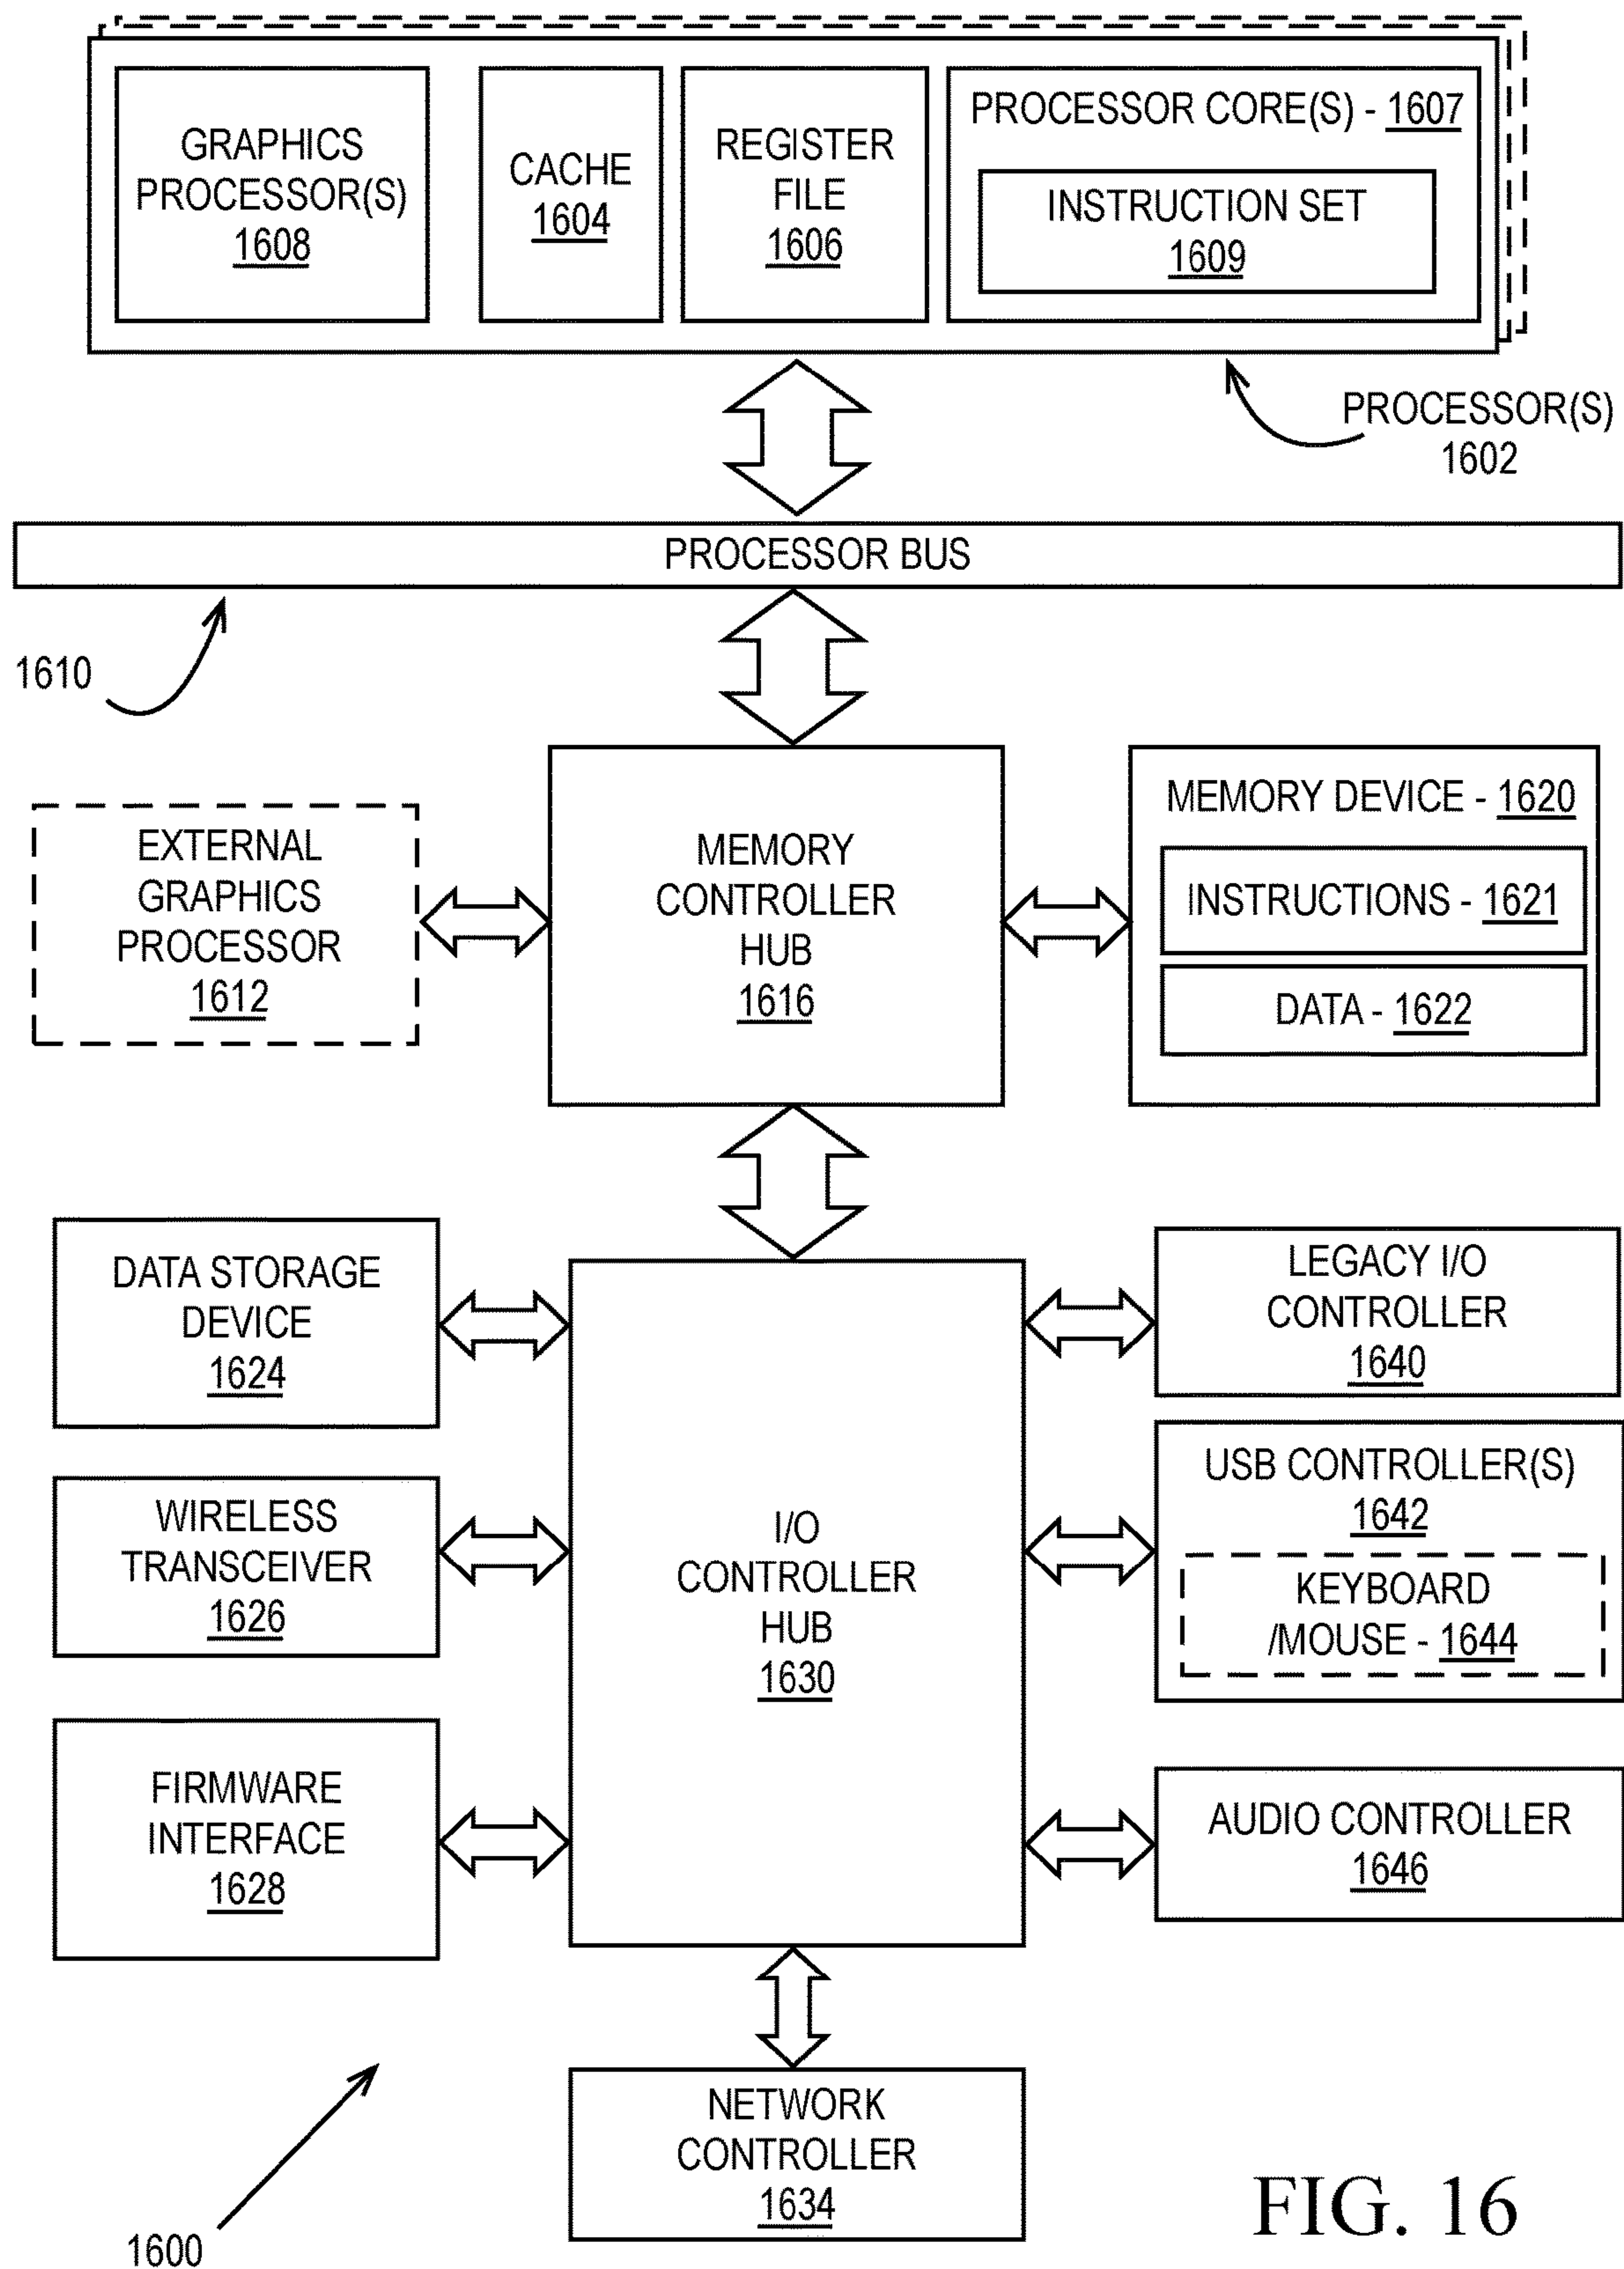 GRAPHICS
PROCESSOR(S)
1608
CACHE
1604
REGISTER
FILE
1606
PROCESSOR CORE(S) - 1607
INSTRUCTION SET
1609
PROCESSOR(S)
1602
PROCESSOR BUS
1610
EXTERNAL
GRAPHICS
PROCESSOR
1612
MEMORY
CONTROLLER
HUB
1616
MEMORY DEVICE - 1620
INSTRUCTIONS - 1621
DATA - 1622
DATA STORAGE
DEVICE
1624
LEGACY I/O
CONTROLLER
1640
WIRELESS
TRANSCEIVER
1626
I/O
CONTROLLER
HUB
1630
USB CONTROLLER(S)
1642
KEYBOARD
/MOUSE - 1644
FIRMWARE
INTERFACE
1628
AUDIO CONTROLLER
1646
NETWORK
CONTROLLER
1634
1600
FIG. 16